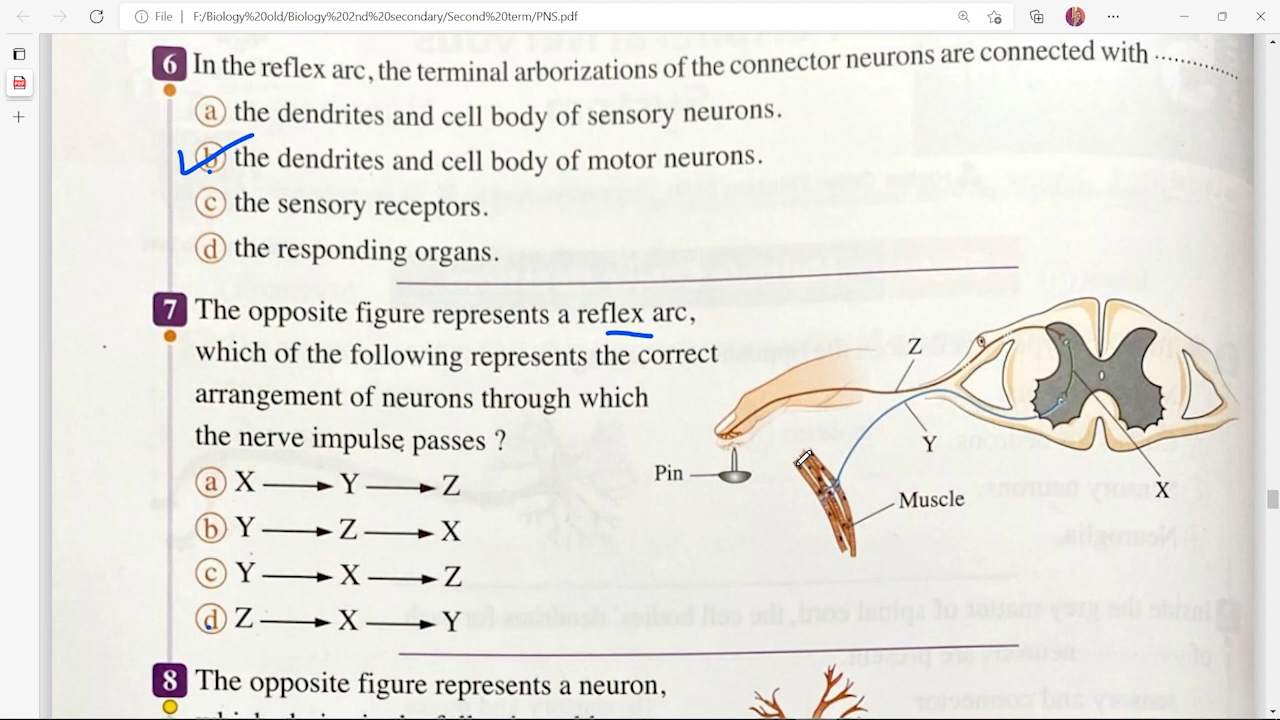 File
F:/Biology%20old/Biology%202nd%20secondary/Second%20term/PNS.pdf
6 In the reflex arc, the terminal arborizations of the connector neurons are connected with ............
a the dendrites and cell body of sensory neurons.
b the dendrites and cell body of motor neurons.
c the sensory receptors.
d the responding organs.
7 The opposite figure represents a reflex arc,
which of the following represents the correct
arrangement of neurons through which
the nerve impulse passes ?
a X → Y → Z
b Y → Z → X
c Y → X → Z
d Z → X → Y
Z
Y
X
Pin
Muscle
8 The opposite figure represents a neuron,